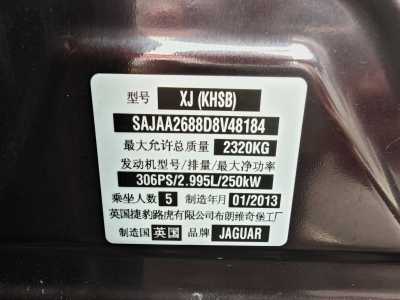 型号 XJ (KHSB)
SAJAA2688D8V48184
最大允许总质量 2320KG
发动机型号/排量/最大净功率
306PS/2.995L/250kW
乘坐人数 5 制造年月 01/2013
英国捷豹路虎有限公司布朗维奇堡工厂
制造国 英国 品牌 JAGUAR